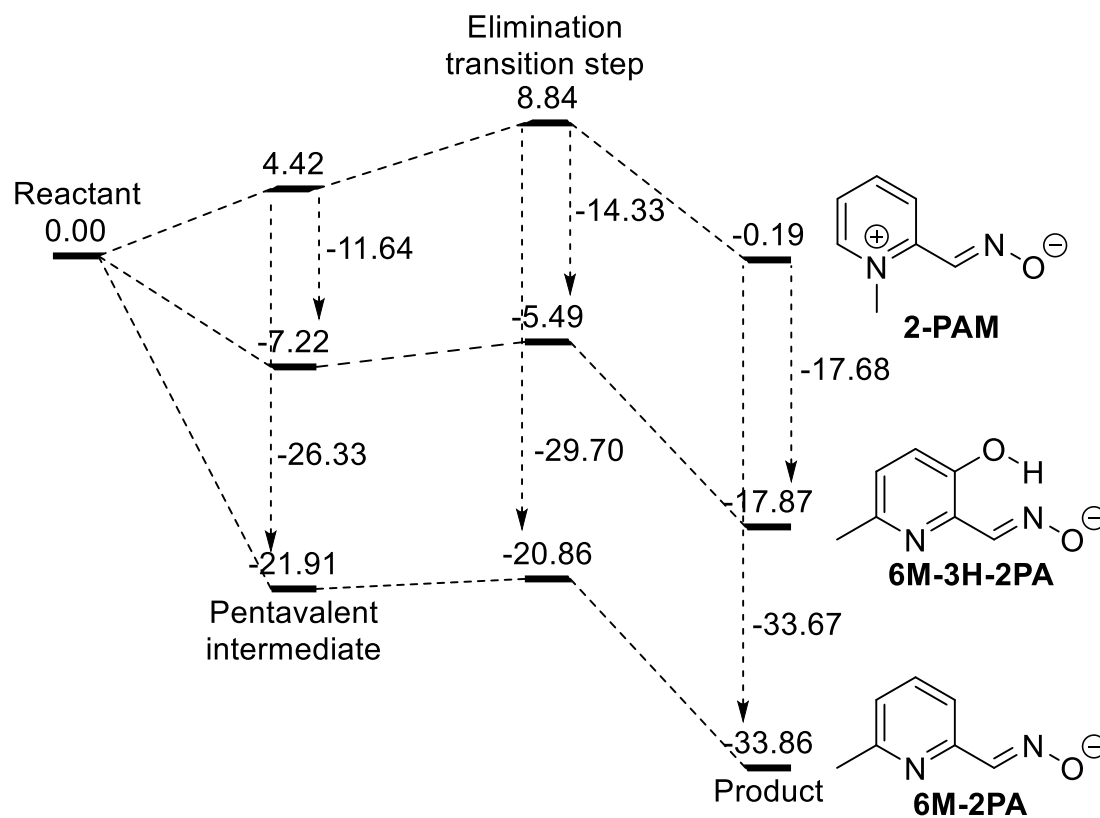 Elimination
transition step
8.84
4.42
Reactant
0.00
-14.33
-0.19
-11.64
N
N
O
2-PAM
-7.22
-5.49
-17.68
-26.33
-29.70
O
H
-17.87
N
N
O
6M-3H-2PA
-21.91
-20.86
Pentavalent
intermediate
-33.67
-33.86
N
N
O
Product
6M-2PA